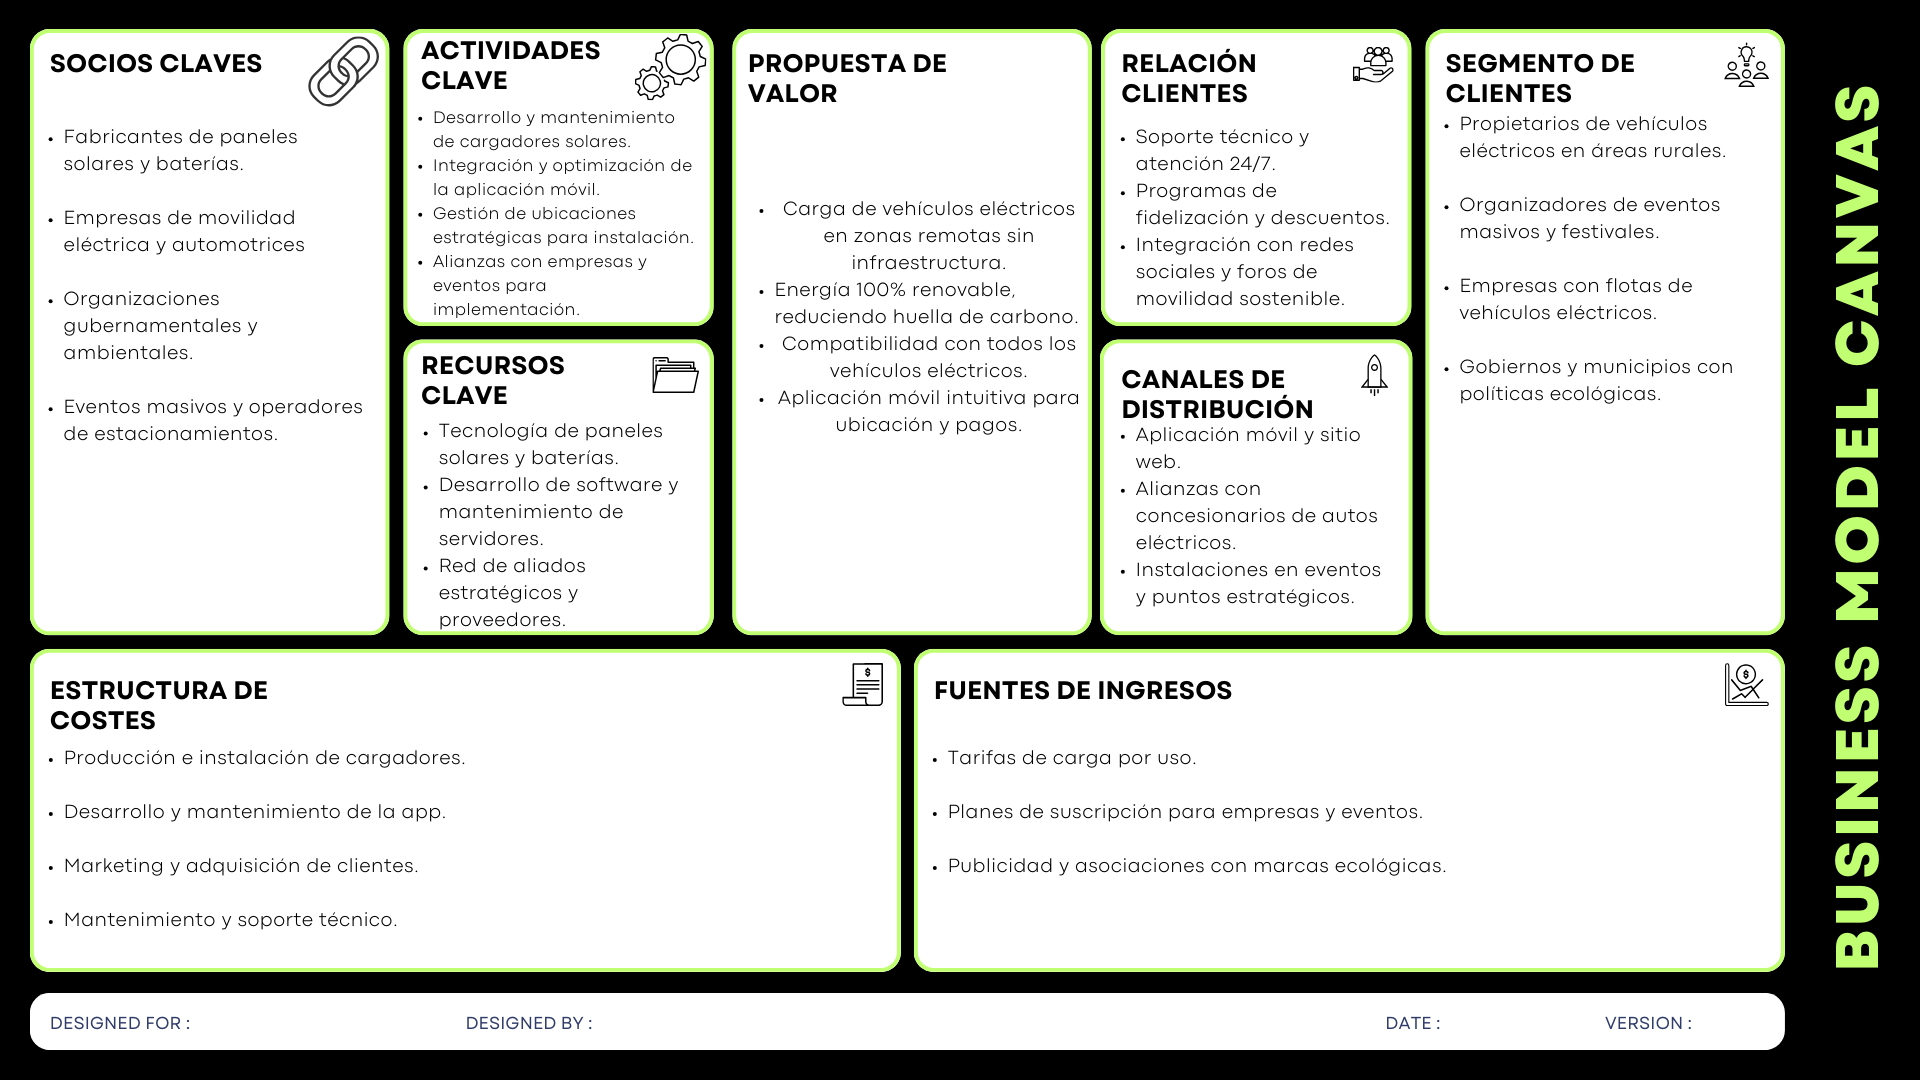 SOCIOS CLAVES
• Fabricantes de paneles
solares y baterías.
• Empresas de movilidad
eléctrica y automotrices
• Organizaciones
gubernamentales y
ambientales.
• Eventos masivos y operadores
de estacionamientos.
ACTIVIDADES
CLAVE
• Desarrollo y mantenimiento
de cargadores solares.
• Integración y optimización de
la aplicación móvil.
• Gestión de ubicaciones
estratégicas para instalación.
• Alianzas con empresas y
eventos para
implementación.
RECURSOS
CLAVE
• Tecnología de paneles
solares y baterías.
• Desarrollo de software y
mantenimiento de
servidores.
• Red de aliados
estratégicos y
proveedores.
PROPUESTA DE
VALOR
• Carga de vehículos eléctricos
en zonas remotas sin
infraestructura.
• Energía 100% renovable,
reduciendo huella de carbono.
• Compatibilidad con todos los
vehículos eléctricos.
• Aplicación móvil intuitiva para
ubicación y pagos.
RELACIÓN
CLIENTES
• Soporte técnico y
atención 24/7.
• Programas de
fidelización y descuentos.
• Integración con redes
sociales y foros de
movilidad sostenible.
CANALES DE
DISTRIBUCIÓN
• Aplicación móvil y sitio
web.
• Alianzas con
concesionarios de autos
eléctricos.
• Instalaciones en eventos
y puntos estratégicos.
SEGMENTO DE
CLIENTES
• Propietarios de vehículos
eléctricos en áreas rurales.
• Organizadores de eventos
masivos y festivales.
• Empresas con flotas de
vehículos eléctricos.
• Gobiernos y municipios con
políticas ecológicas.
ESTRUCTURA DE
COSTES
• Producción e instalación de cargadores.
• Desarrollo y mantenimiento de la app.
• Marketing y adquisición de clientes.
• Mantenimiento y soporte técnico.
FUENTES DE INGRESOS
• Tarifas de carga por uso.
• Planes de suscripción para empresas y eventos.
• Publicidad y asociaciones con marcas ecológicas.
BUSINESS MODEL CANVAS
DESIGNED FOR : DESIGNED BY : DATE : VERSION :